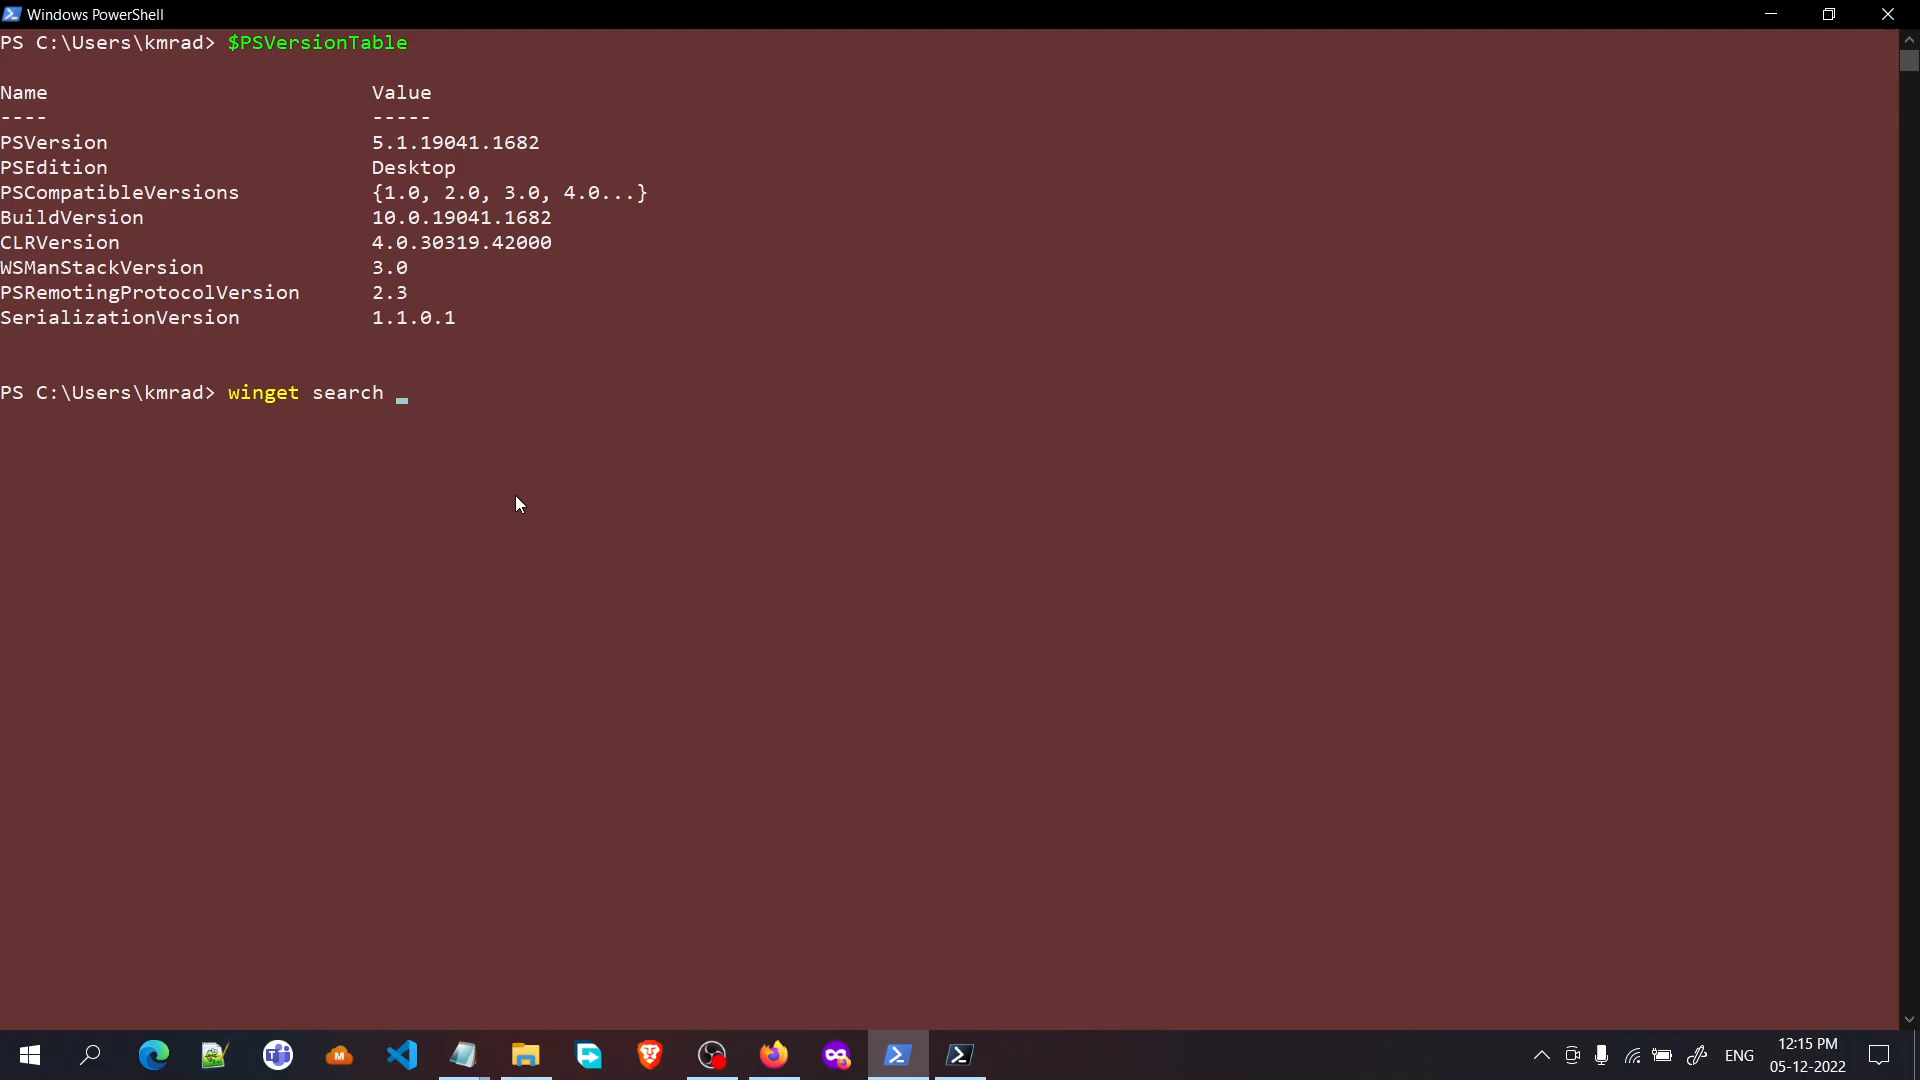 Windows PowerShell
PS C:\Users\kmrad> $PSVersionTable
Name                           Value
----                           -----
PSVersion                      5.1.19041.1682
PSEdition                      Desktop
PSCompatibleVersions           {1.0, 2.0, 3.0, 4.0...}
BuildVersion                   10.0.19041.1682
CLRVersion                     4.0.30319.42000
WSManStackVersion              3.0
PSRemotingProtocolVersion      2.3
SerializationVersion           1.1.0.1
PS C:\Users\kmrad> winget search
ENG
12:15 PM
05-12-2022